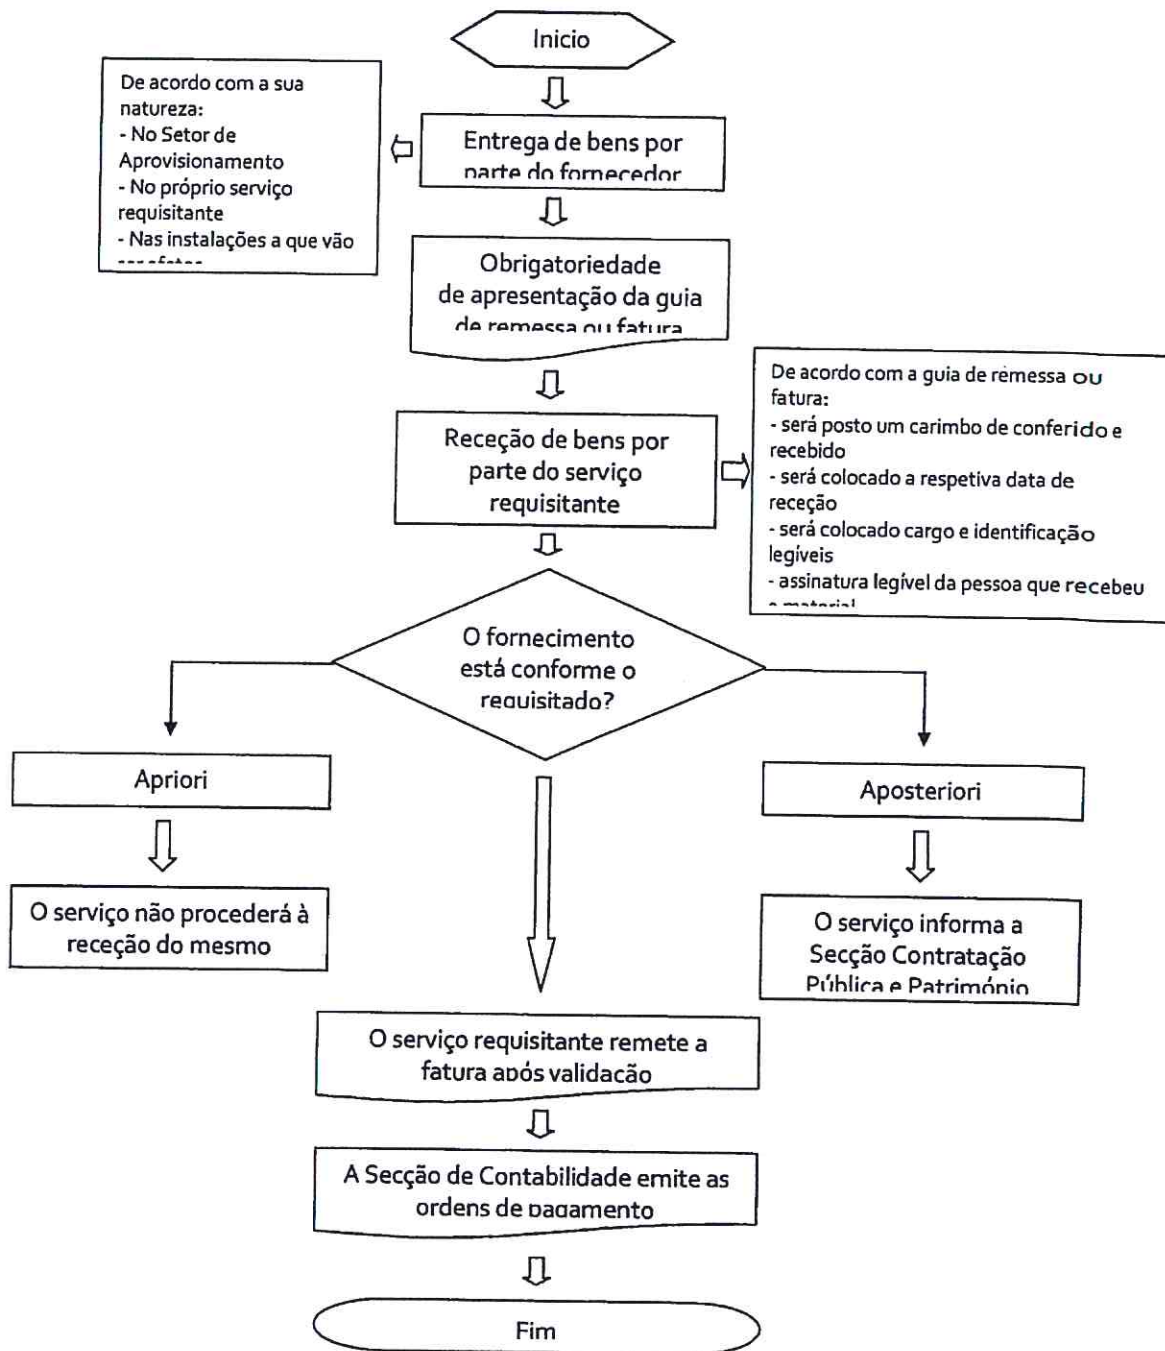 Inicio
De acordo com a sua
natureza:
- No Setor de
Aprovisionamento
- No próprio serviço
requisitante
- Nas instalações a que vão
Entrega de bens por
parte do fornecedor
Obrigatoriedade
de apresentação da guia
de remessa ou fatura
Receção de bens por
parte do serviço
requisitante
De acordo com a guia de remessa ou
fatura:
- será posto um carimbo de conferido e
recebido
- será colocado a respetiva data de
receção
- será colocado cargo e identificação
legíveis
- assinatura legível da pessoa que recebeu
o material
O fornecimento
está conforme o
requisitado?
Apriori
Aposteriori
O serviço não procederá à
receção do mesmo
O serviço informa a
Secção Contratação
Pública e Património
O serviço requisitante remete a
fatura após validação
A Secção de Contabilidade emite as
ordens de pagamento
Fim